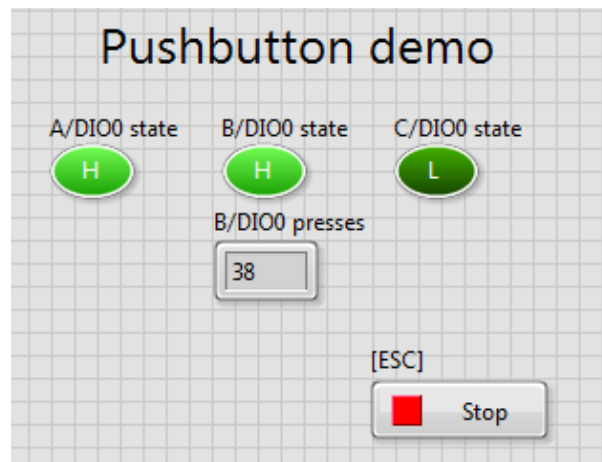 Pushbutton demo
A/DIO0 state B/DIO0 state C/DIO0 state
H H L
B/DIO0 presses
38
[ESC]
Stop